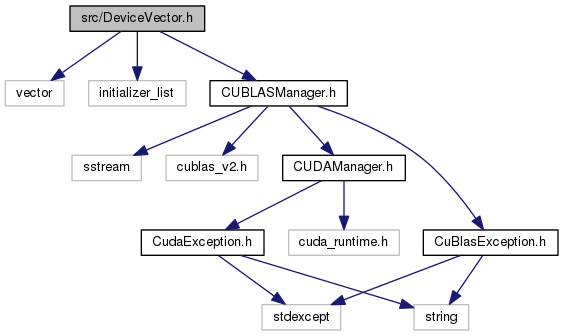 src/DeviceVector.h
vector
initializer_list
CUBLASManager.h
sstream
cublas_v2.h
CUDAManager.h
CudaException.h
cuda_runtime.h
CuBlasException.h
stdexcept
string